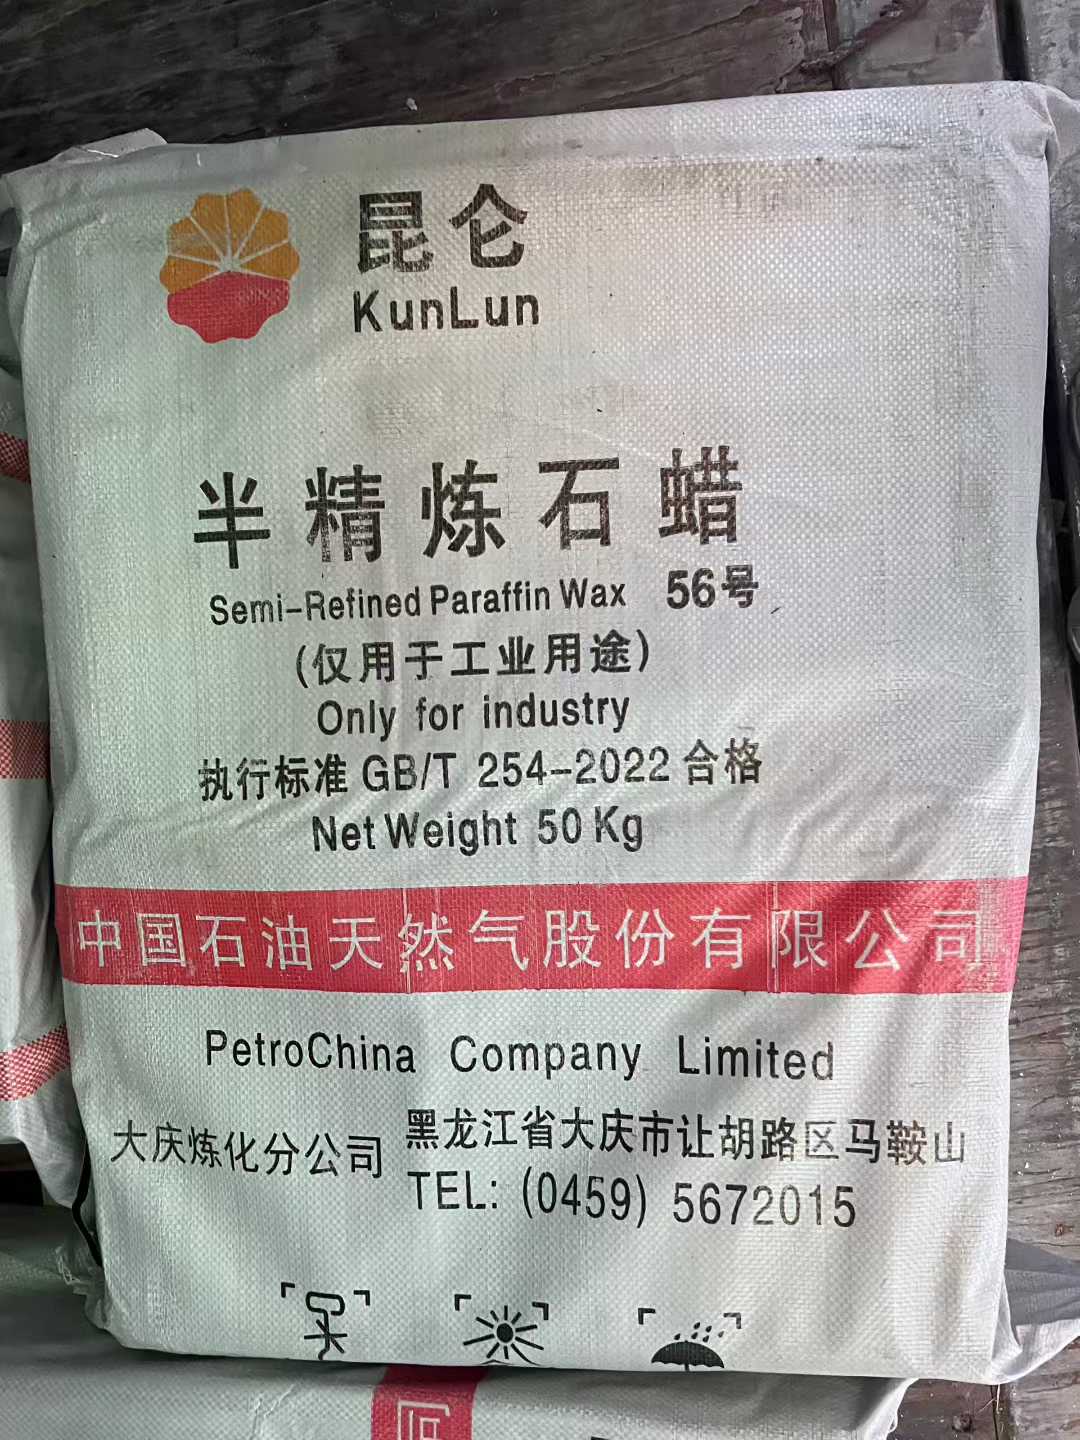 昆仑
KunLun
半精炼石蜡
Semi-Refined Paraffin Wax 56号
(仅用于工业用途)
Only for industry
执行标准 GB/T 254-2022 合格
Net Weight 50 Kg
中国石油天然气股份有限公司
PetroChina Company Limited
大庆炼化分公司 黑龙江省大庆市让胡路区马鞍山
TEL: (0459) 5672015
司